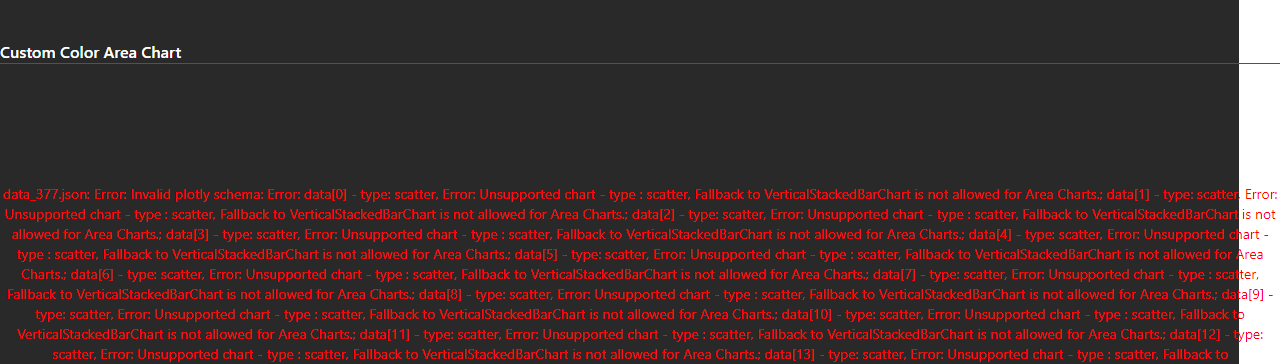 Custom Color Area Chart
data_377.json: Error: Invalid plotly schema: Error: data[0] - type: scatter, Error: Unsupported chart - type : scatter, Fallback to VerticalStackedBarChart is not allowed for Area Charts.; data[1] - type: scatter, Error:
Unsupported chart - type : scatter, Fallback to VerticalStackedBarChart is not allowed for Area Charts.; data[2] - type: scatter, Error: Unsupported chart - type : scatter, Fallback to VerticalStackedBarChart is not
allowed for Area Charts.; data[3] - type: scatter, Error: Unsupported chart - type : scatter, Fallback to VerticalStackedBarChart is not allowed for Area Charts.; data[4] - type: scatter, Error: Unsupported chart -
type : scatter, Fallback to VerticalStackedBarChart is not allowed for Area Charts.; data[5] - type: scatter, Error: Unsupported chart - type : scatter, Fallback to VerticalStackedBarChart is not allowed for Area
Charts.; data[6] - type: scatter, Error: Unsupported chart - type : scatter, Fallback to VerticalStackedBarChart is not allowed for Area Charts.; data[7] - type: scatter, Error: Unsupported chart - type : scatter,
Fallback to VerticalStackedBarChart is not allowed for Area Charts.; data[8] - type: scatter, Error: Unsupported chart - type : scatter, Fallback to VerticalStackedBarChart is not allowed for Area Charts.; data[9] -
type: scatter, Error: Unsupported chart - type : scatter, Fallback to VerticalStackedBarChart is not allowed for Area Charts.; data[10] - type: scatter, Error: Unsupported chart - type : scatter, Fallback to
VerticalStackedBarChart is not allowed for Area Charts.; data[11] - type: scatter, Error: Unsupported chart - type : scatter, Fallback to VerticalStackedBarChart is not allowed for Area Charts.; data[12] - type:
scatter, Error: Unsupported chart - type : scatter, Fallback to VerticalStackedBarChart is not allowed for Area Charts.; data[13] - type: scatter, Error: Unsupported chart - type : scatter, Fallback to